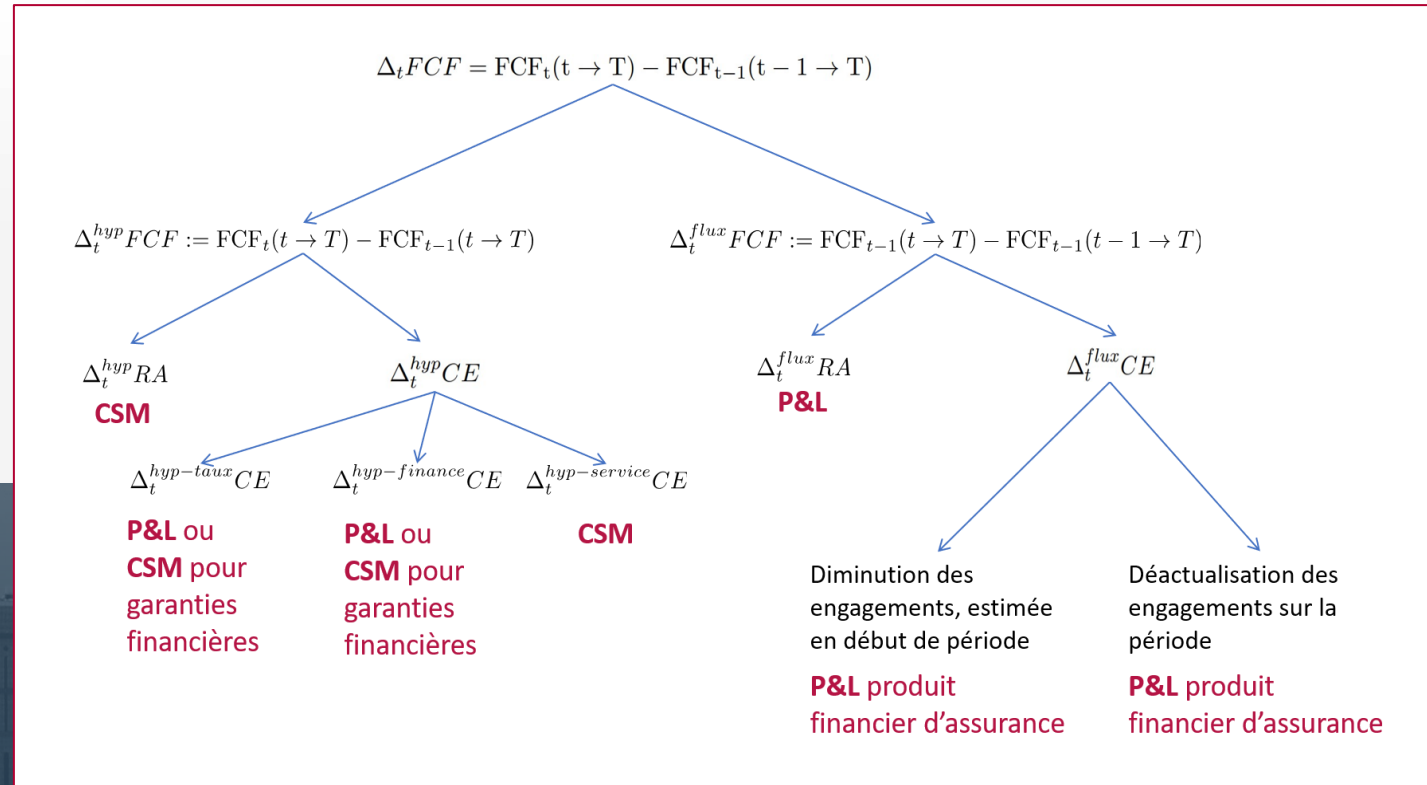 Δ_t FCF = FCF_t(t → T) − FCF_{t−1}(t − 1 → T)
Δ_t^{hyp} FCF := FCF_t(t → T) − FCF_{t−1}(t → T)
Δ_t^{flux} FCF := FCF_{t−1}(t → T) − FCF_{t−1}(t − 1 → T)
Δ_t^{hyp} RA
CSM
Δ_t^{hyp} CE
Δ_t^{flux} RA
P&L
Δ_t^{flux} CE
Δ_t^{hyp−taux} CE
Δ_t^{hyp−finance} CE
Δ_t^{hyp−service} CE
P&L ou
CSM pour
garanties
financières
P&L ou
CSM pour
garanties
financières
CSM
Diminution des
engagements, estimée
en début de période
P&L produit
financier d’assurance
Déactualisation des
engagements sur la
période
P&L produit
financier d’assurance